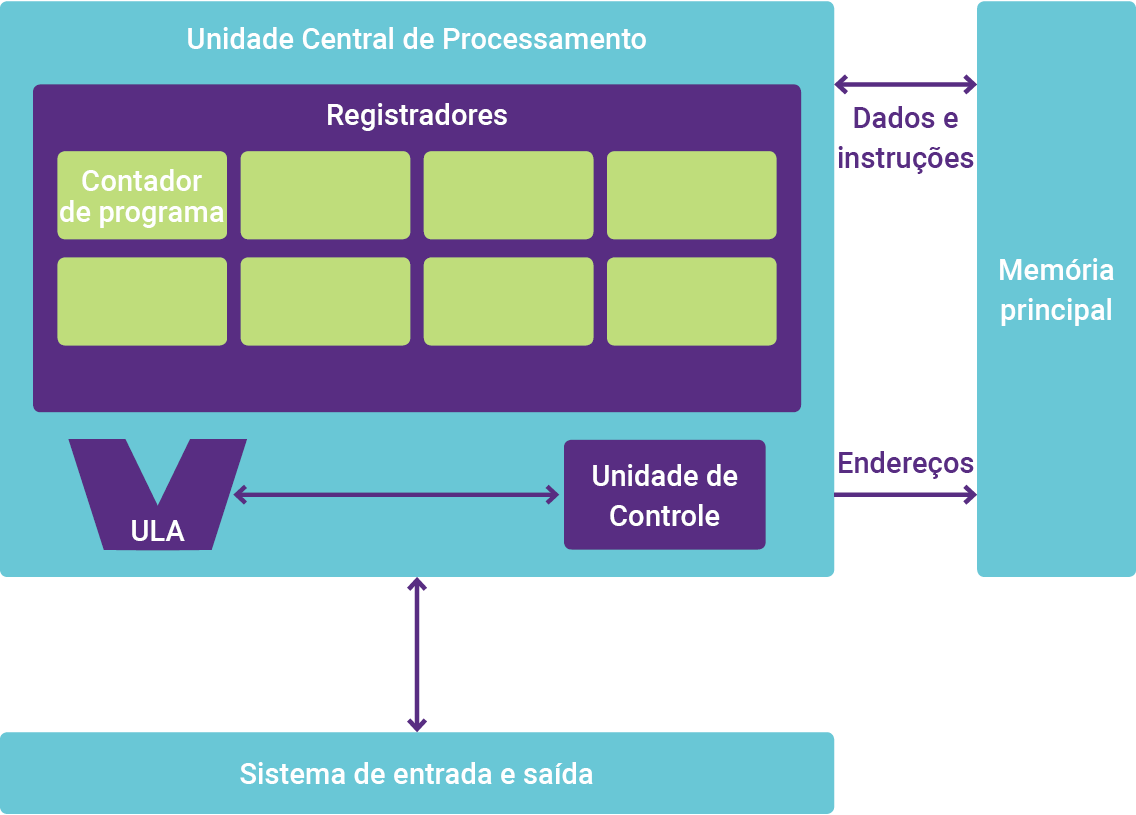 Unidade Central de Processamento
Registradores
Contador
de programa
Dados e
instruções
Memória
principal
Endereços
Unidade de
Controle
ULA
Sistema de entrada e saída